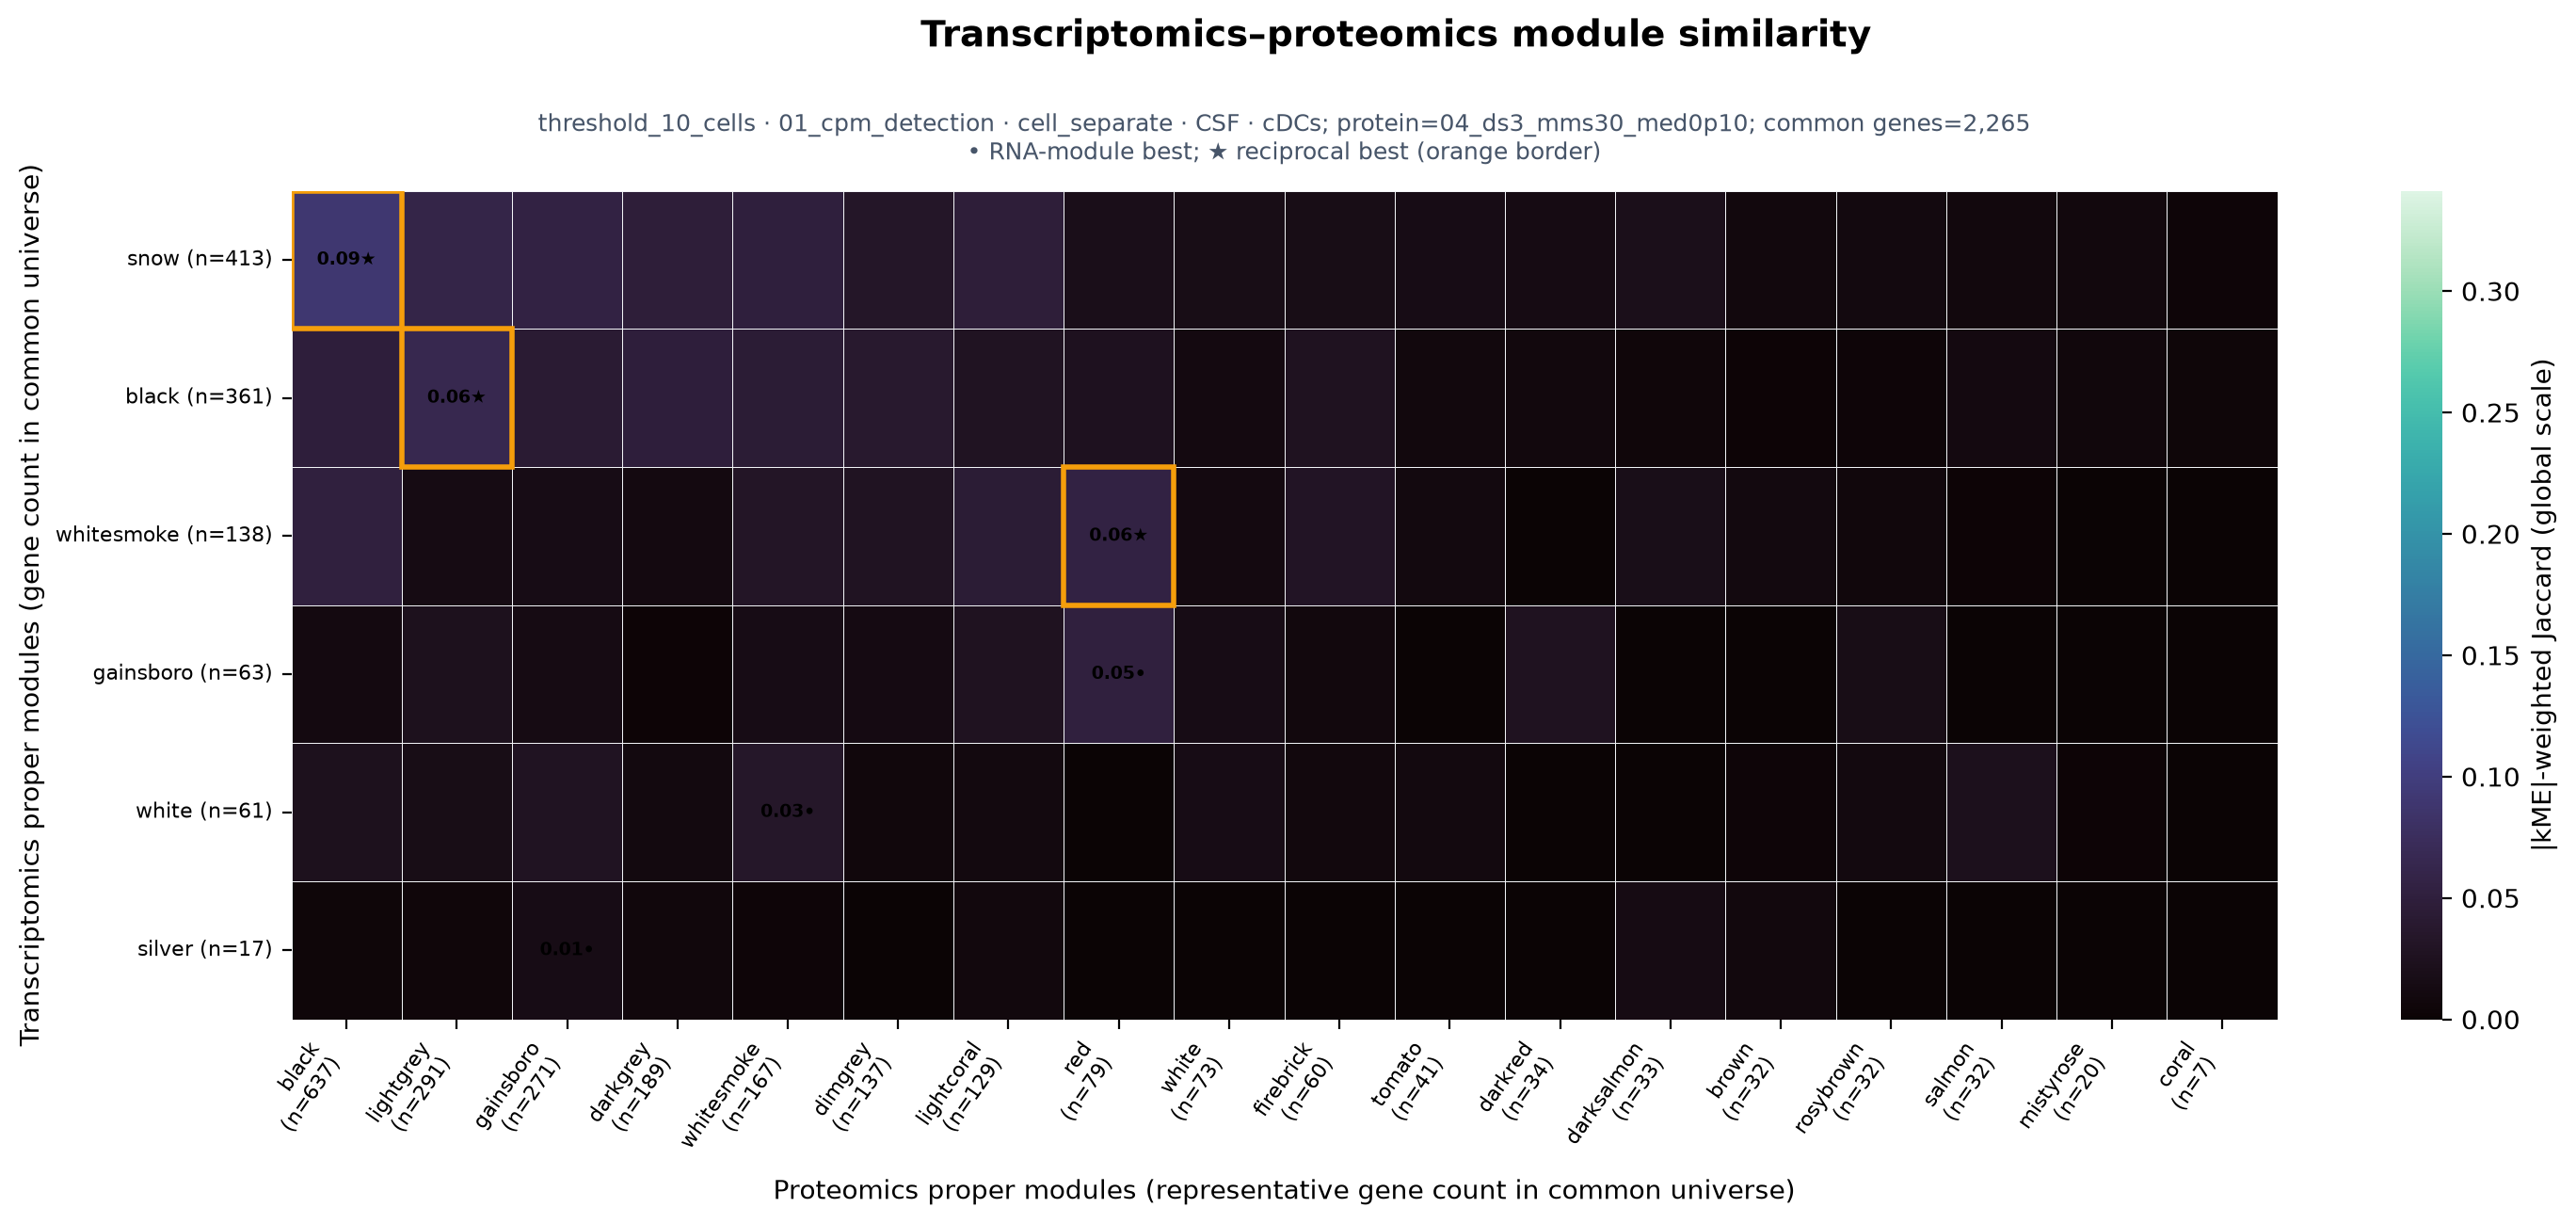 Transcriptomics–proteomics module similarity
threshold_10_cells · 01_cpm_detection · cell_separate · CSF · cDCs; protein=04_ds3_mms30_med0p10; common genes=2,265
• RNA-module best; ★ reciprocal best (orange border)
Transcriptomics proper modules (gene count in common universe)
snow (n=413)
black (n=361)
whitesmoke (n=138)
gainsboro (n=63)
white (n=61)
silver (n=17)
0.09★
0.06★
0.06★
0.05•
0.03•
0.01•
black
(n=637)
lightgrey
(n=291)
gainsboro
(n=271)
darkgrey
(n=189)
whitesmoke
(n=167)
dimgrey
(n=137)
lightcoral
(n=129)
red
(n=79)
white
(n=73)
firebrick
(n=60)
tomato
(n=41)
darkred
(n=34)
darksalmon
(n=33)
brown
(n=32)
rosybrown
(n=32)
salmon
(n=32)
mistyrose
(n=20)
coral
(n=7)
Proteomics proper modules (representative gene count in common universe)
0.30
0.25
0.20
0.15
0.10
0.05
0.00
|kME|-weighted Jaccard (global scale)